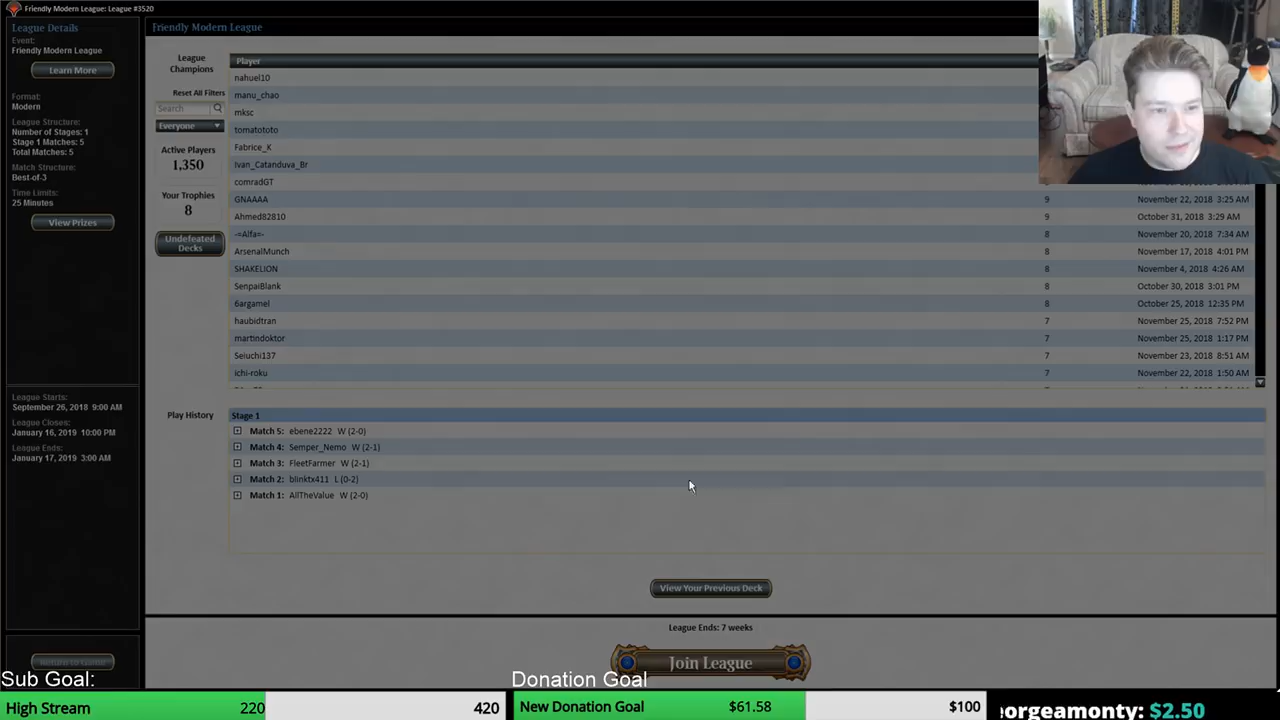 Friendly Modern League: League #3520
League Details
Event:
Friendly Modern League
Learn More
Format:
Modern
League Structure:
Number of Stages: 1
Stage 1 Matches: 5
Total Matches: 5
Match Structure:
Best-of-3
Time Limits:
25 Minutes
View Prizes
League Starts:
September 26, 2018 9:00 AM
League Closes:
January 16, 2019 10:00 PM
League Ends:
January 17, 2019 3:00 AM
Friendly Modern League
League
Champions
Reset All Filters
Search
Everyone
Active Players
1,350
Your Trophies
8
Undefeated
Decks
Player
nahuel10
manu_chao
mksc
tomatototo
Fabrice_K
Ivan_Catanduva_Br
comradGT
GNAAAA 9 November 22, 2018 3:25 AM
Ahmed82810 9 October 31, 2018 3:29 AM
-=Alfa=- 8 November 20, 2018 7:34 AM
ArsenalMunch 8 November 17, 2018 4:01 PM
SHAKELION 8 November 4, 2018 4:26 AM
SenpaiBlank 8 October 30, 2018 3:01 PM
6argamel 8 October 25, 2018 12:35 PM
haubidtran 7 November 25, 2018 7:52 PM
martindoktor 7 November 25, 2018 1:17 PM
Seiuchi137 7 November 23, 2018 8:51 AM
ichi-roku 7 November 22, 2018 1:50 AM
Play History
Stage 1
Match 5: ebene2222 W (2-0)
Match 4: Semper_Nemo W (2-1)
Match 3: FleetFarmer W (2-1)
Match 2: blinktx411 L (0-2)
Match 1: AllTheValue W (2-0)
View Your Previous Deck
League Ends: 7 weeks
Join League
Sub Goal:
High Stream 220 420
Donation Goal
New Donation Goal $61.58 $100
orgeamonty: $2.50